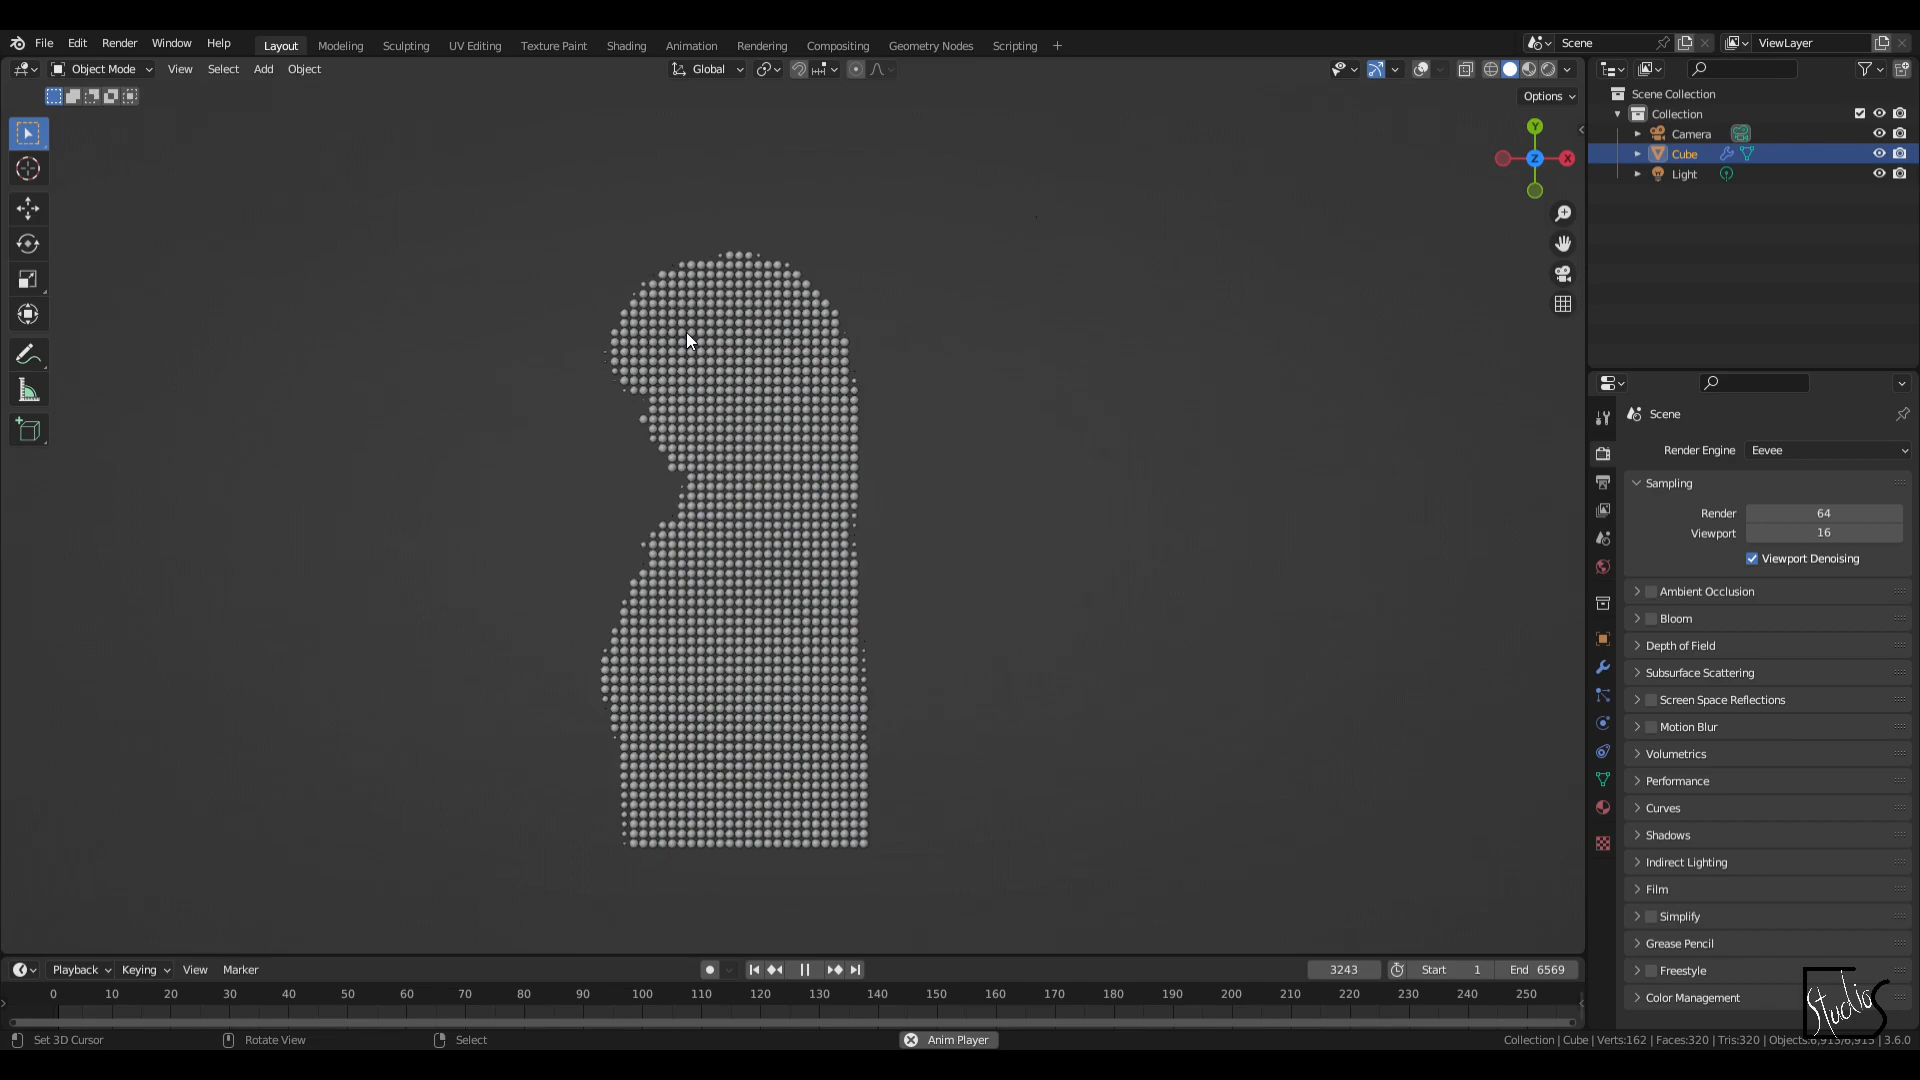 File Edit Render Window Help Layout Modeling Sculpting UV Editing Texture Paint Shading Animation Rendering Compositing Geometry Nodes Scripting + Scene ViewLayer
Object Mode View Select Add Object Global
Options
Y
Z X
Scene Collection
Collection
Camera
Cube
Light
Scene
Render Engine Eevee
Sampling
Render 64
Viewport 16
Viewport Denoising
Ambient Occlusion
Bloom
Depth of Field
Subsurface Scattering
Screen Space Reflections
Motion Blur
Volumetrics
Performance
Curves
Shadows
Indirect Lighting
Film
Simplify
Grease Pencil
Freestyle
Color Management
Playback Keying View Marker 3243 Start 1 End 6569
0 10 20 30 40 50 60 70 80 90 100 110 120 130 140 150 160 170 180 190 200 210 220 230 240 250
Studio S
Set 3D Cursor Rotate View Select Anim Player Collection | Cube | Verts:162 | Faces:320 | Tris:320 | Objects:6,913/6,915 | 3.6.0